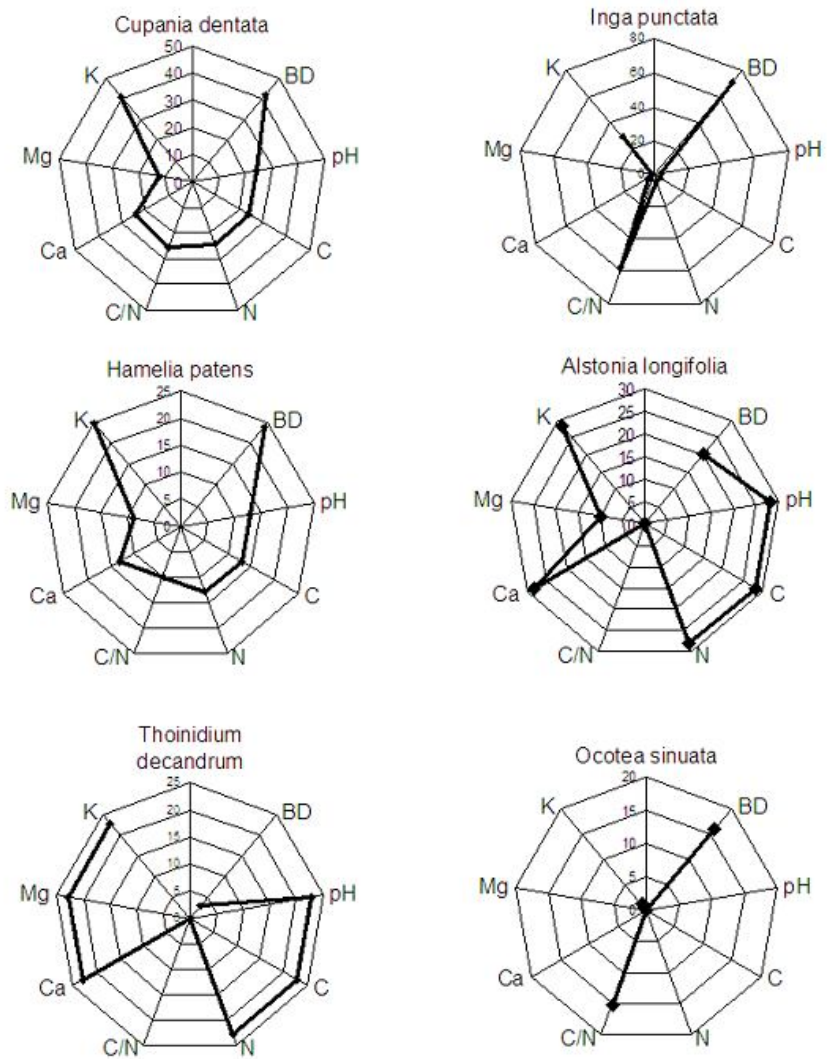 Cupania dentata
50
40
30
20
10
0
K
BD
Mg
pH
Ca
C
C/N
N
Inga punctata
80
60
40
20
0
K
BD
Mg
pH
Ca
C
C/N
N
Hamelia patens
25
20
15
10
5
0
K
BD
Mg
pH
Ca
C
C/N
N
Alstonia longifolia
30
25
20
15
10
5
0
K
BD
Mg
pH
Ca
C
C/N
N
Thoinidium
decandrum
25
20
15
10
5
0
K
BD
Mg
pH
Ca
C
C/N
N
Ocotea sinuata
20
15
10
5
0
K
BD
Mg
pH
Ca
C
C/N
N